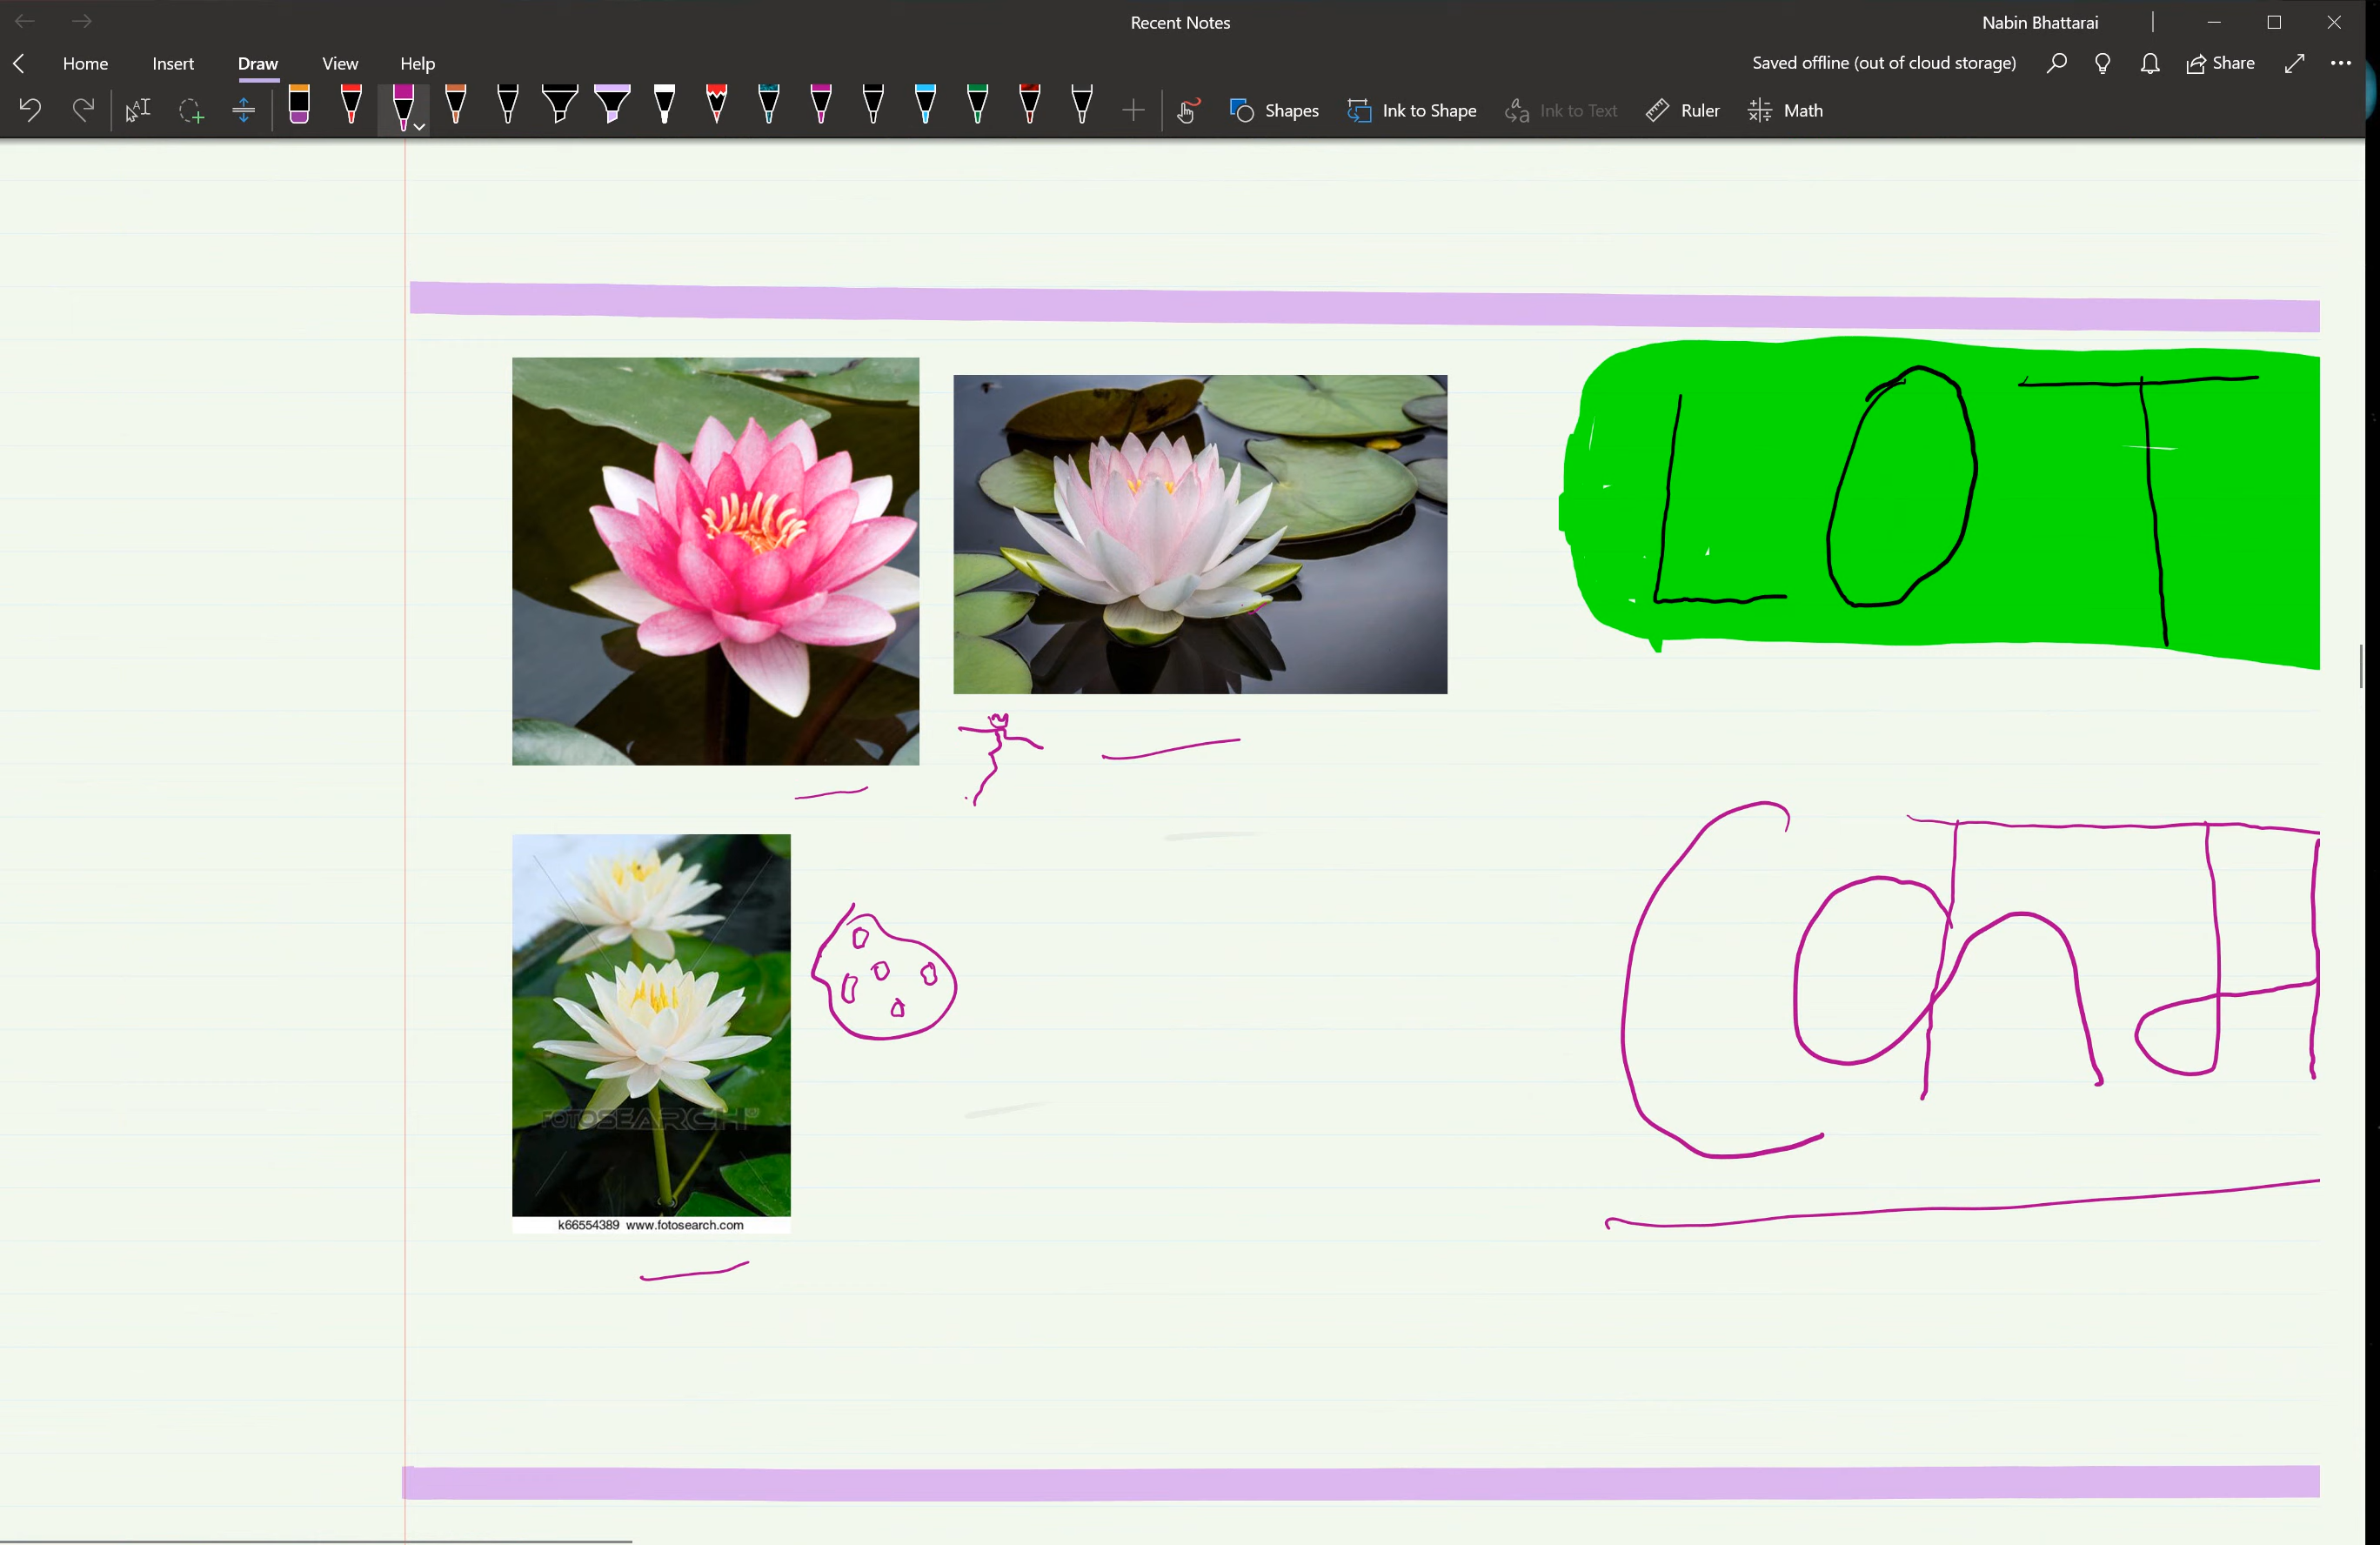 Recent Notes
Nabin Bhattarai
Home Insert Draw View Help
Saved offline (out of cloud storage)
Share
Shapes Ink to Shape Ink to Text Ruler Math
LOT
FOTOSEARCH
k66554389 www.fotosearch.com